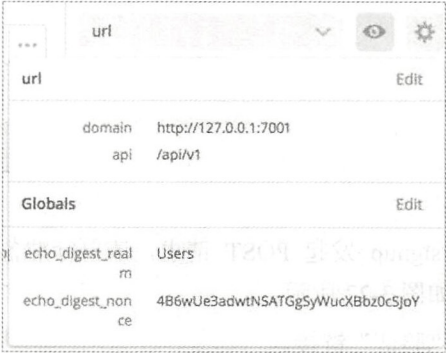 url
url Edit
domain http://127.0.0.1:7001
api /api/v1
Globals Edit
echo_digest_real Users
m
echo_digest_non 4B6wUe3adwtNSATGgSyWucXBbz0cSJoY
ce